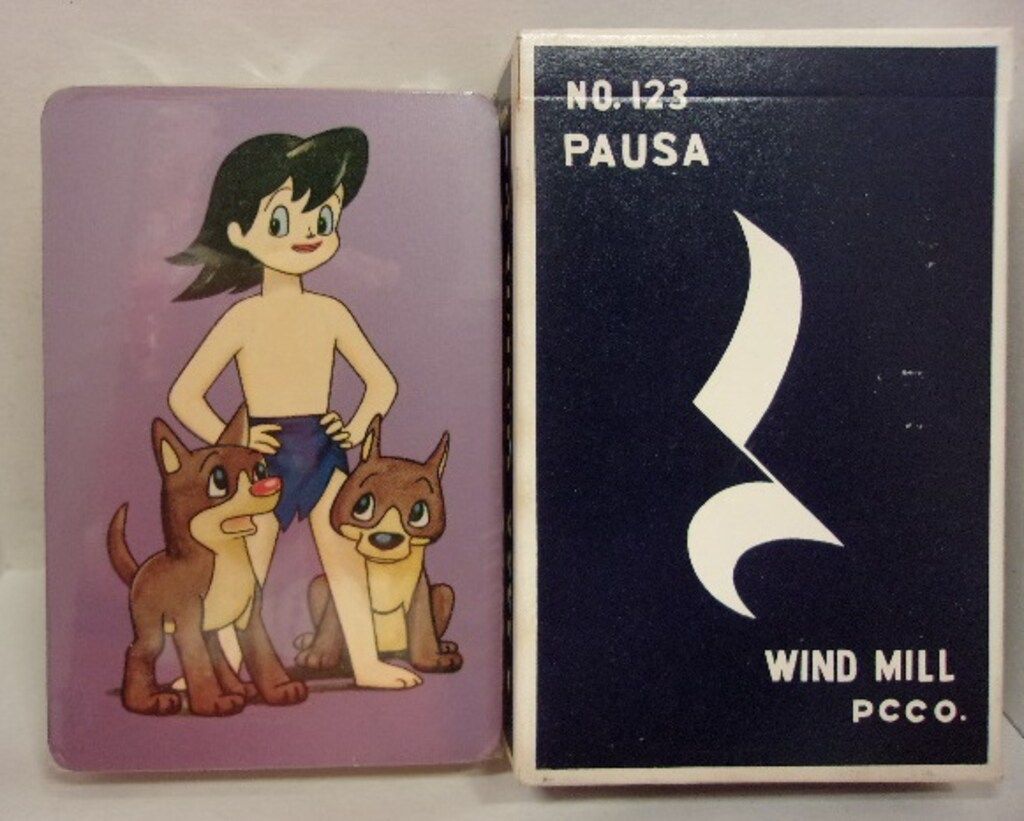 NO. 123
PAUSA
WIND MILL
PCCO.